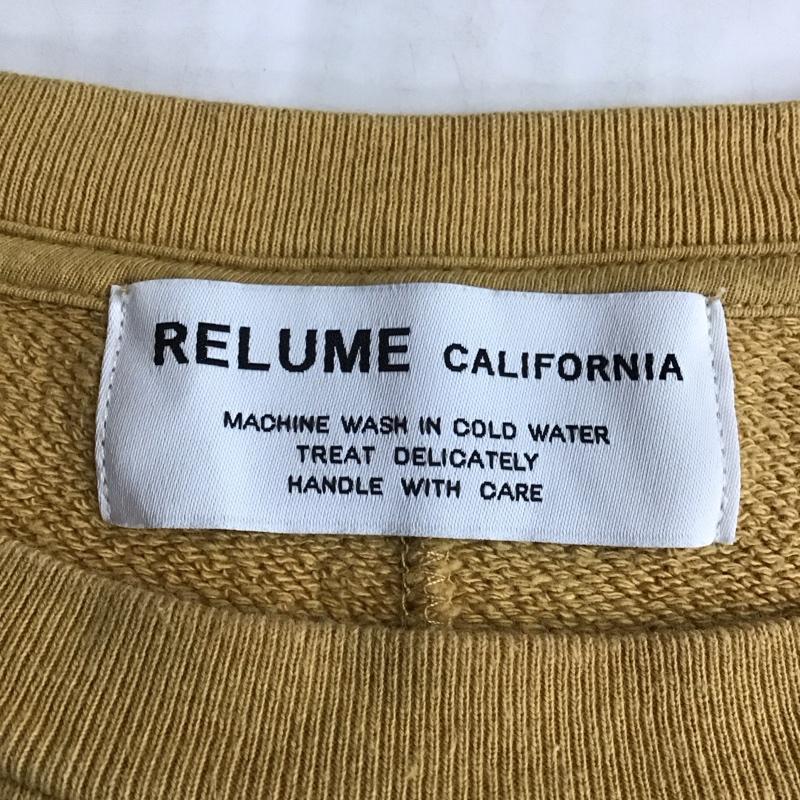 RELUME CALIFORNIA
MACHINE WASH IN COLD WATER
TREAT DELICATELY
HANDLE WITH CARE